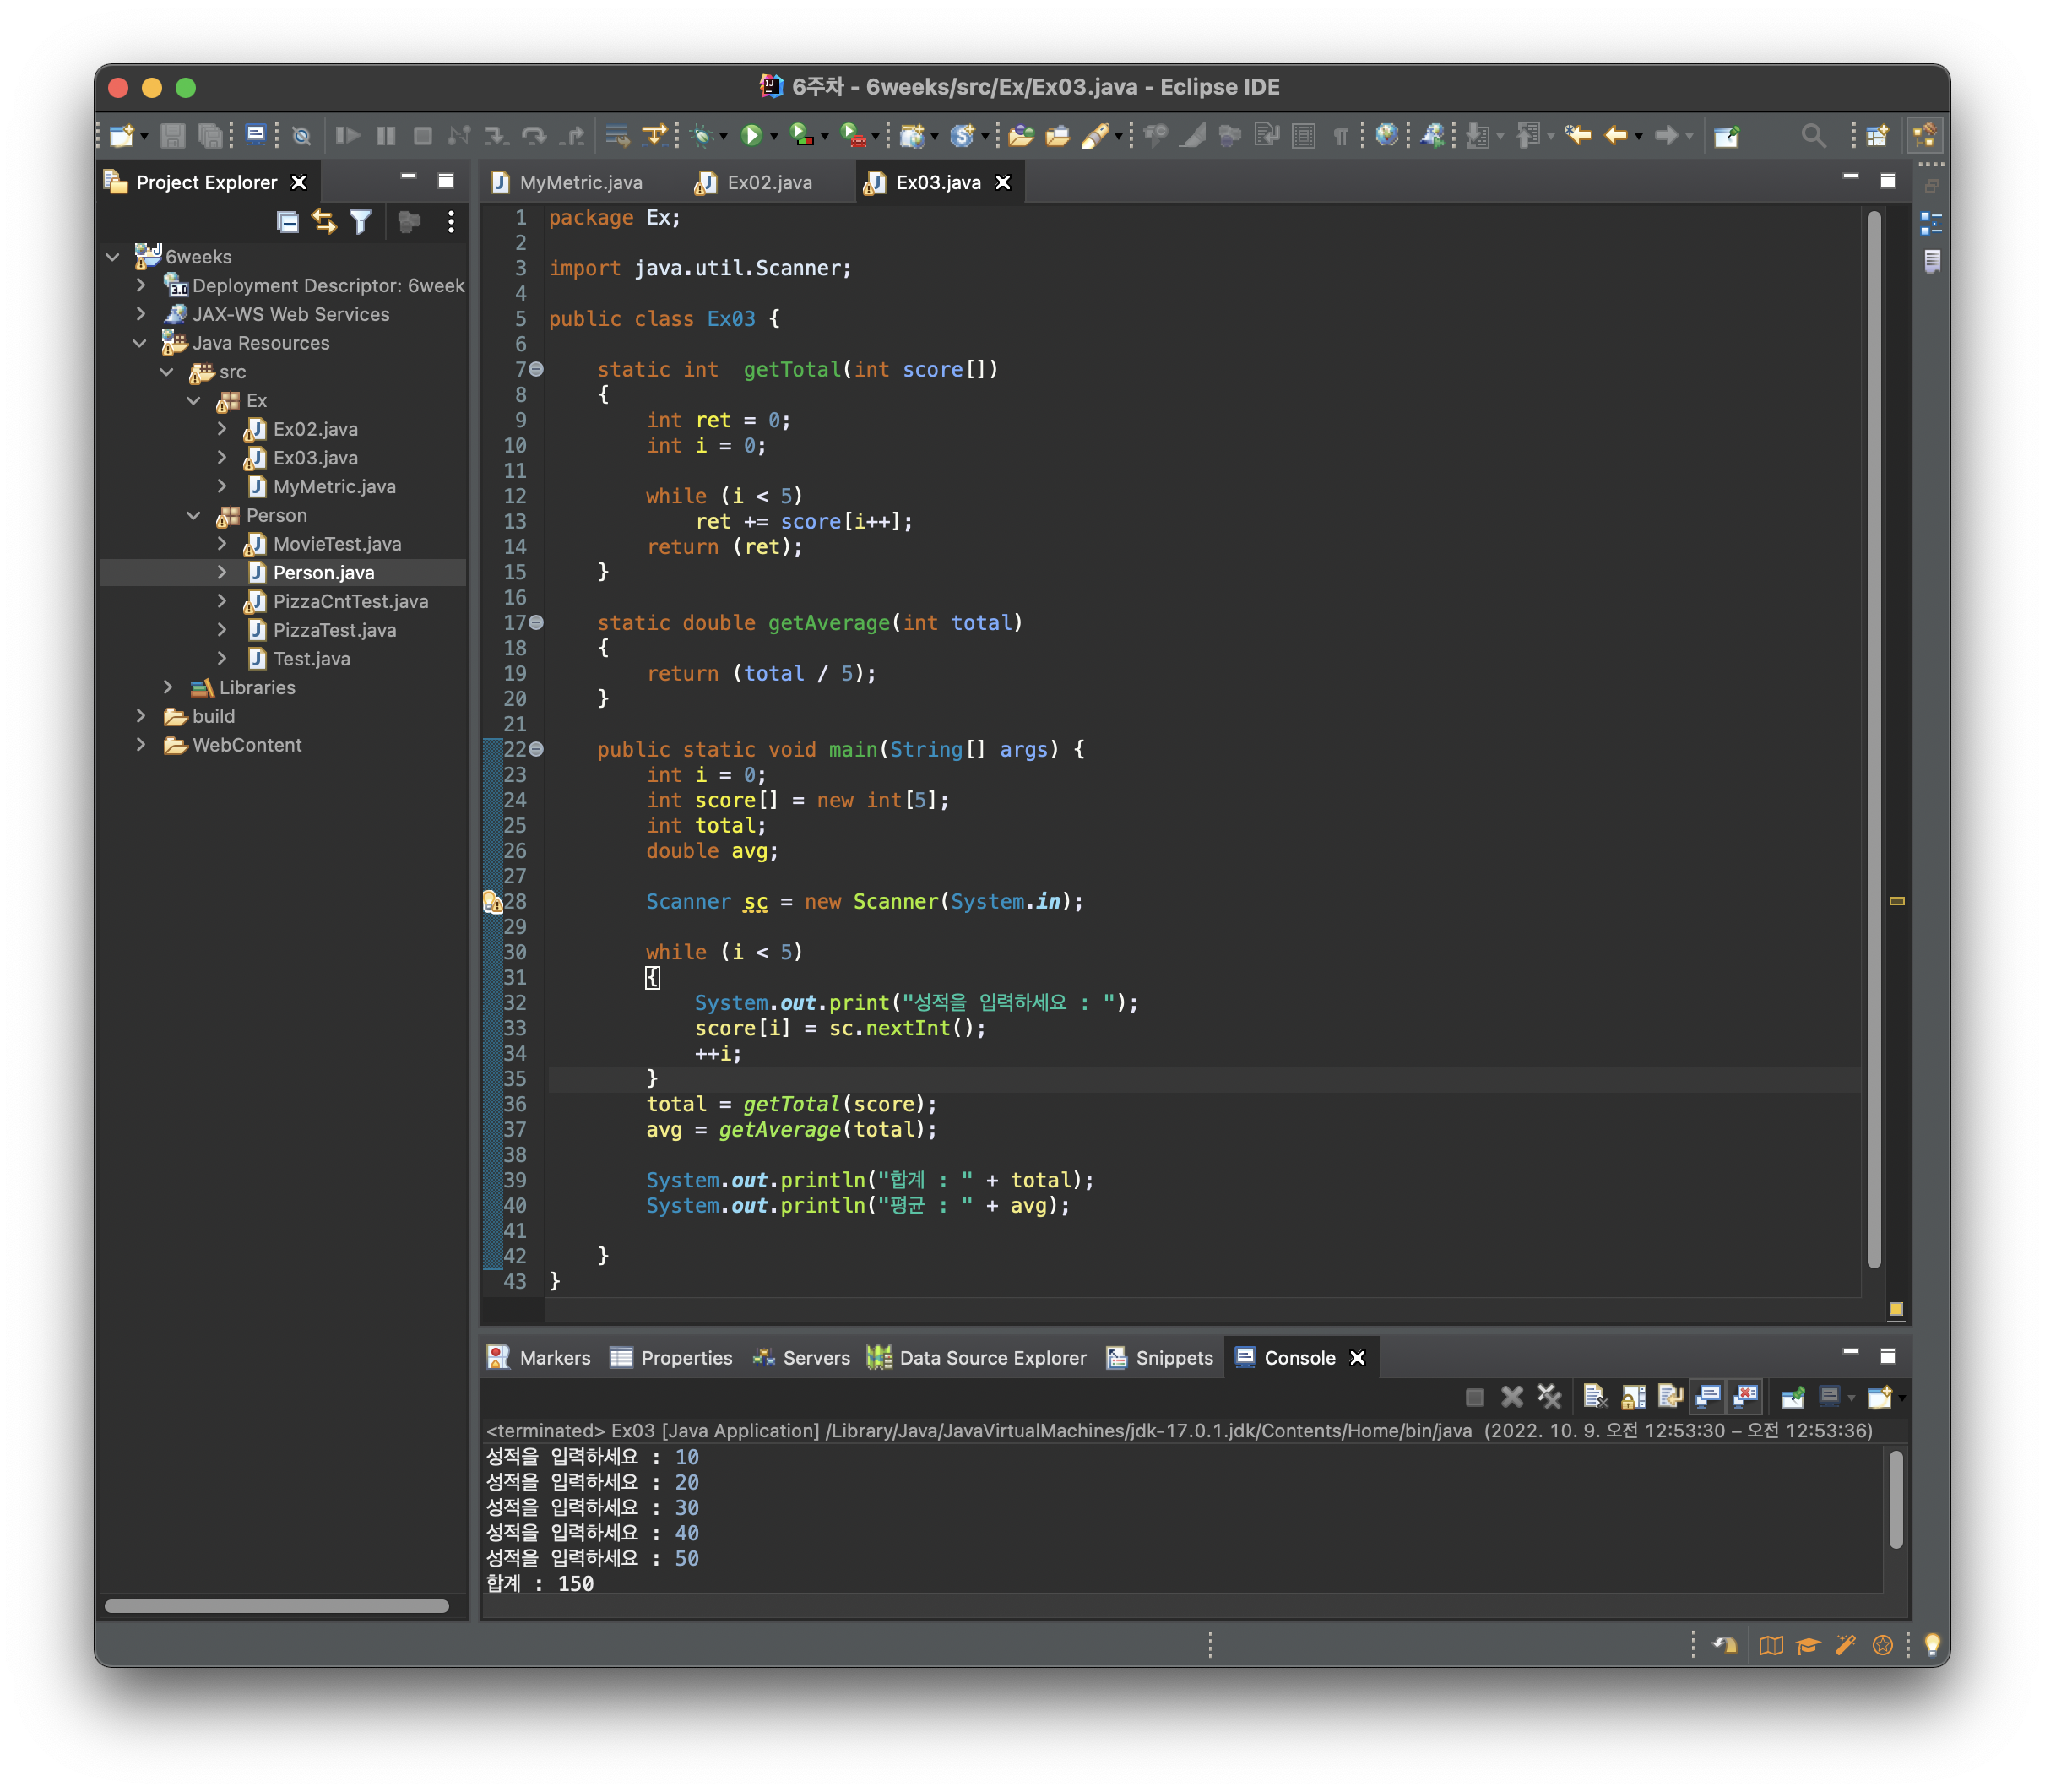 6주차 - 6weeks/src/Ex/Ex03.java - Eclipse IDE
Project Explorer
6weeks
Deployment Descriptor: 6week
JAX-WS Web Services
Java Resources
src
Ex
Ex02.java
Ex03.java
MyMetric.java
Person
MovieTest.java
Person.java
PizzaCntTest.java
PizzaTest.java
Test.java
Libraries
build
WebContent
MyMetric.java Ex02.java Ex03.java
1 package Ex;
2
3 import java.util.Scanner;
4
5 public class Ex03 {
6
7 static int  getTotal(int score[])
8 {
9 int ret = 0;
10 int i = 0;
11
12 while (i < 5)
13 ret += score[i++];
14 return (ret);
15 }
16
17 static double getAverage(int total)
18 {
19 return (total / 5);
20 }
21
22 public static void main(String[] args) {
23 int i = 0;
24 int score[] = new int[5];
25 int total;
26 double avg;
27
28 Scanner sc = new Scanner(System.in);
29
30 while (i < 5)
31 {
32 System.out.print("성적을 입력하세요 : ");
33 score[i] = sc.nextInt();
34 ++i;
35 }
36 total = getTotal(score);
37 avg = getAverage(total);
38
39 System.out.println("합계 : " + total);
40 System.out.println("평균 : " + avg);
41
42 }
43 }
Markers Properties Servers Data Source Explorer Snippets Console
<terminated> Ex03 [Java Application] /Library/Java/JavaVirtualMachines/jdk-17.0.1.jdk/Contents/Home/bin/java  (2022. 10. 9. 오전 12:53:30 – 오전 12:53:36)
성적을 입력하세요 : 10
성적을 입력하세요 : 20
성적을 입력하세요 : 30
성적을 입력하세요 : 40
성적을 입력하세요 : 50
합계 : 150